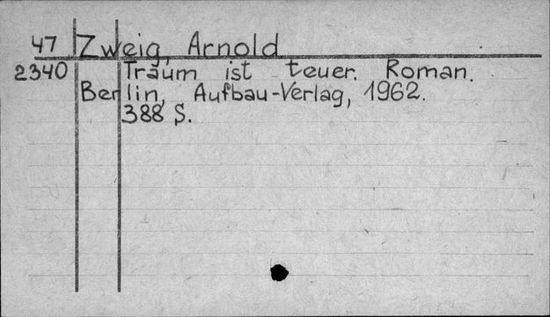 47 Zweig, Arnold
2340 Traum ist teuer. Roman.
Berlin, Aufbau-Verlag, 1962.
388 S.